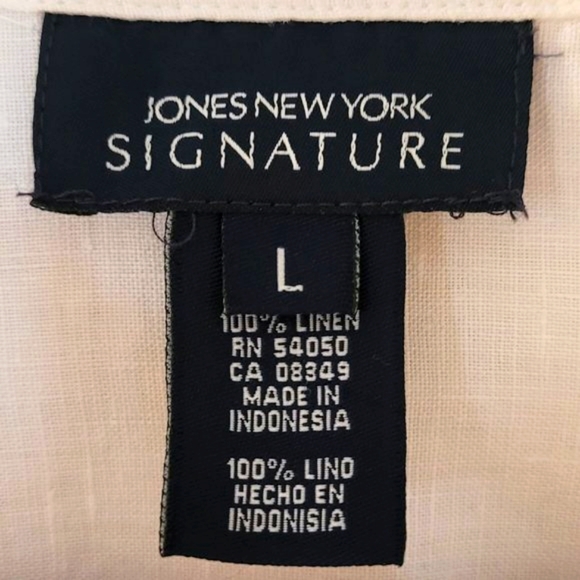 JONES NEW YORK
SIGNATURE
L
100% LINEN
RN 54050
CA 08349
MADE IN
INDONESIA
100% LINO
HECHO EN
INDONISIA